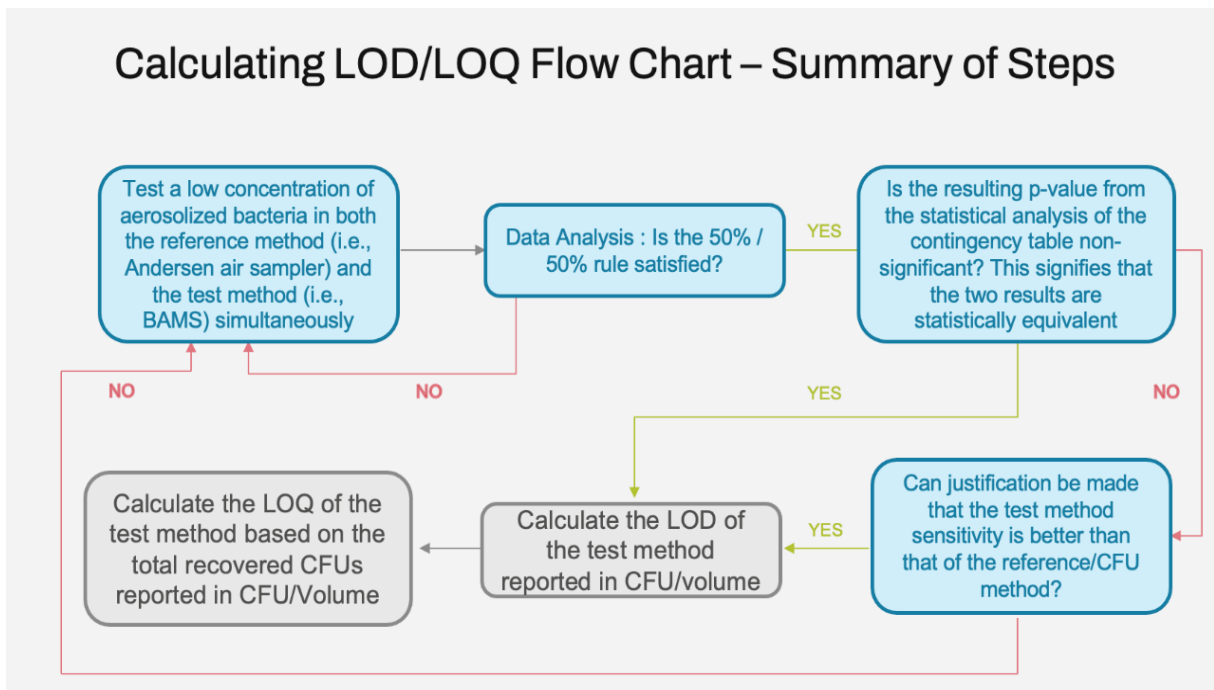 Calculating LOD/LOQ Flow Chart – Summary of Steps
Test a low concentration of
aerosolized bacteria in both
the reference method (i.e.,
Andersen air sampler) and
the test method (i.e.,
BAMS) simultaneously
Data Analysis : Is the 50% /
50% rule satisfied?
YES
Is the resulting p-value from
the statistical analysis of the
contingency table non-
significant? This signifies that
the two results are
statistically equivalent
NO
NO
YES
NO
Calculate the LOQ of the
test method based on the
total recovered CFUs
reported in CFU/Volume
Calculate the LOD of
the test method
reported in CFU/volume
YES
Can justification be made
that the test method
sensitivity is better than
that of the reference/CFU
method?